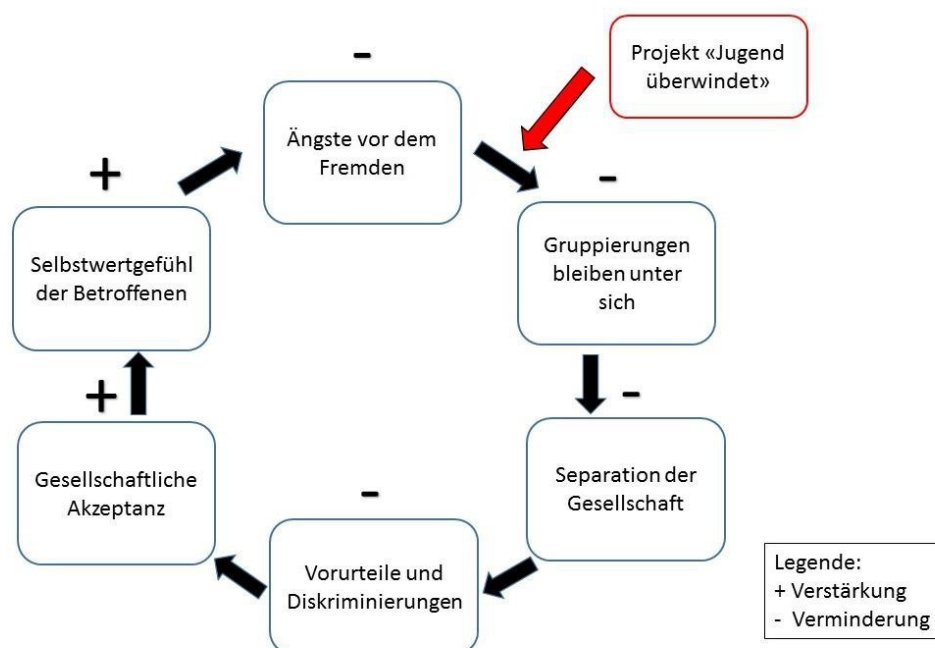 Projekt «Jugend
überwindet»
-
Ängste vor dem
Fremden
-
Gruppierungen
bleiben unter
sich
-
Separation der
Gesellschaft
-
Vorurteile und
Diskriminierungen
+
Gesellschaftliche
Akzeptanz
+
Selbstwertgefühl
der Betroffenen
Legende:
+ Verstärkung
- Verminderung